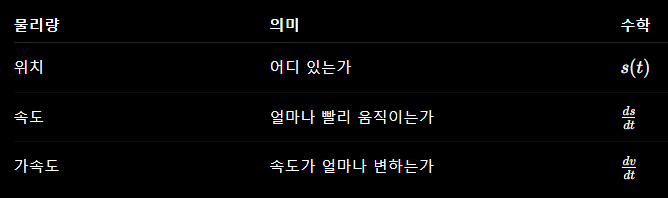 물리량 의미 수학
위치 어디 있는가 s(t)
속도 얼마나 빨리 움직이는가 ds/dt
가속도 속도가 얼마나 변하는가 dv/dt